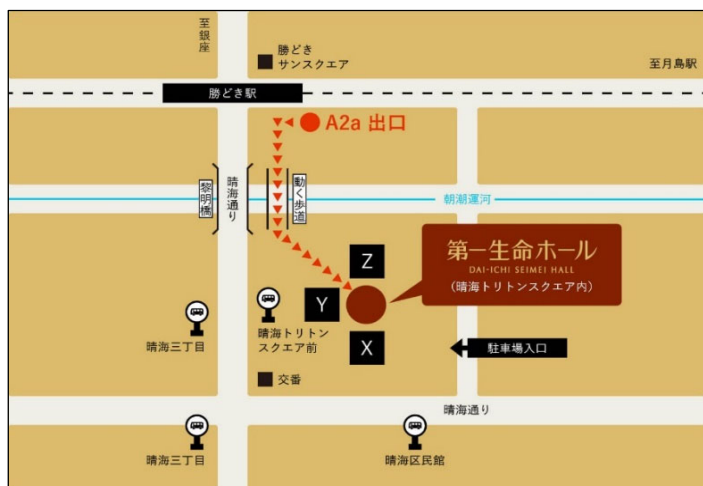 至銀座
勝どき
サンスクエア
至月島駅
勝どき駅
A2a 出口
黎明橋
晴海通り
動く歩道
朝潮運河
Z
第一生命ホール
DAI-ICHI SEIMEI HALL
（晴海トリトンスクエア内）
Y
晴海三丁目
晴海トリトン
スクエア前
X
駐車場入口
交番
晴海通り
晴海三丁目
晴海区民館